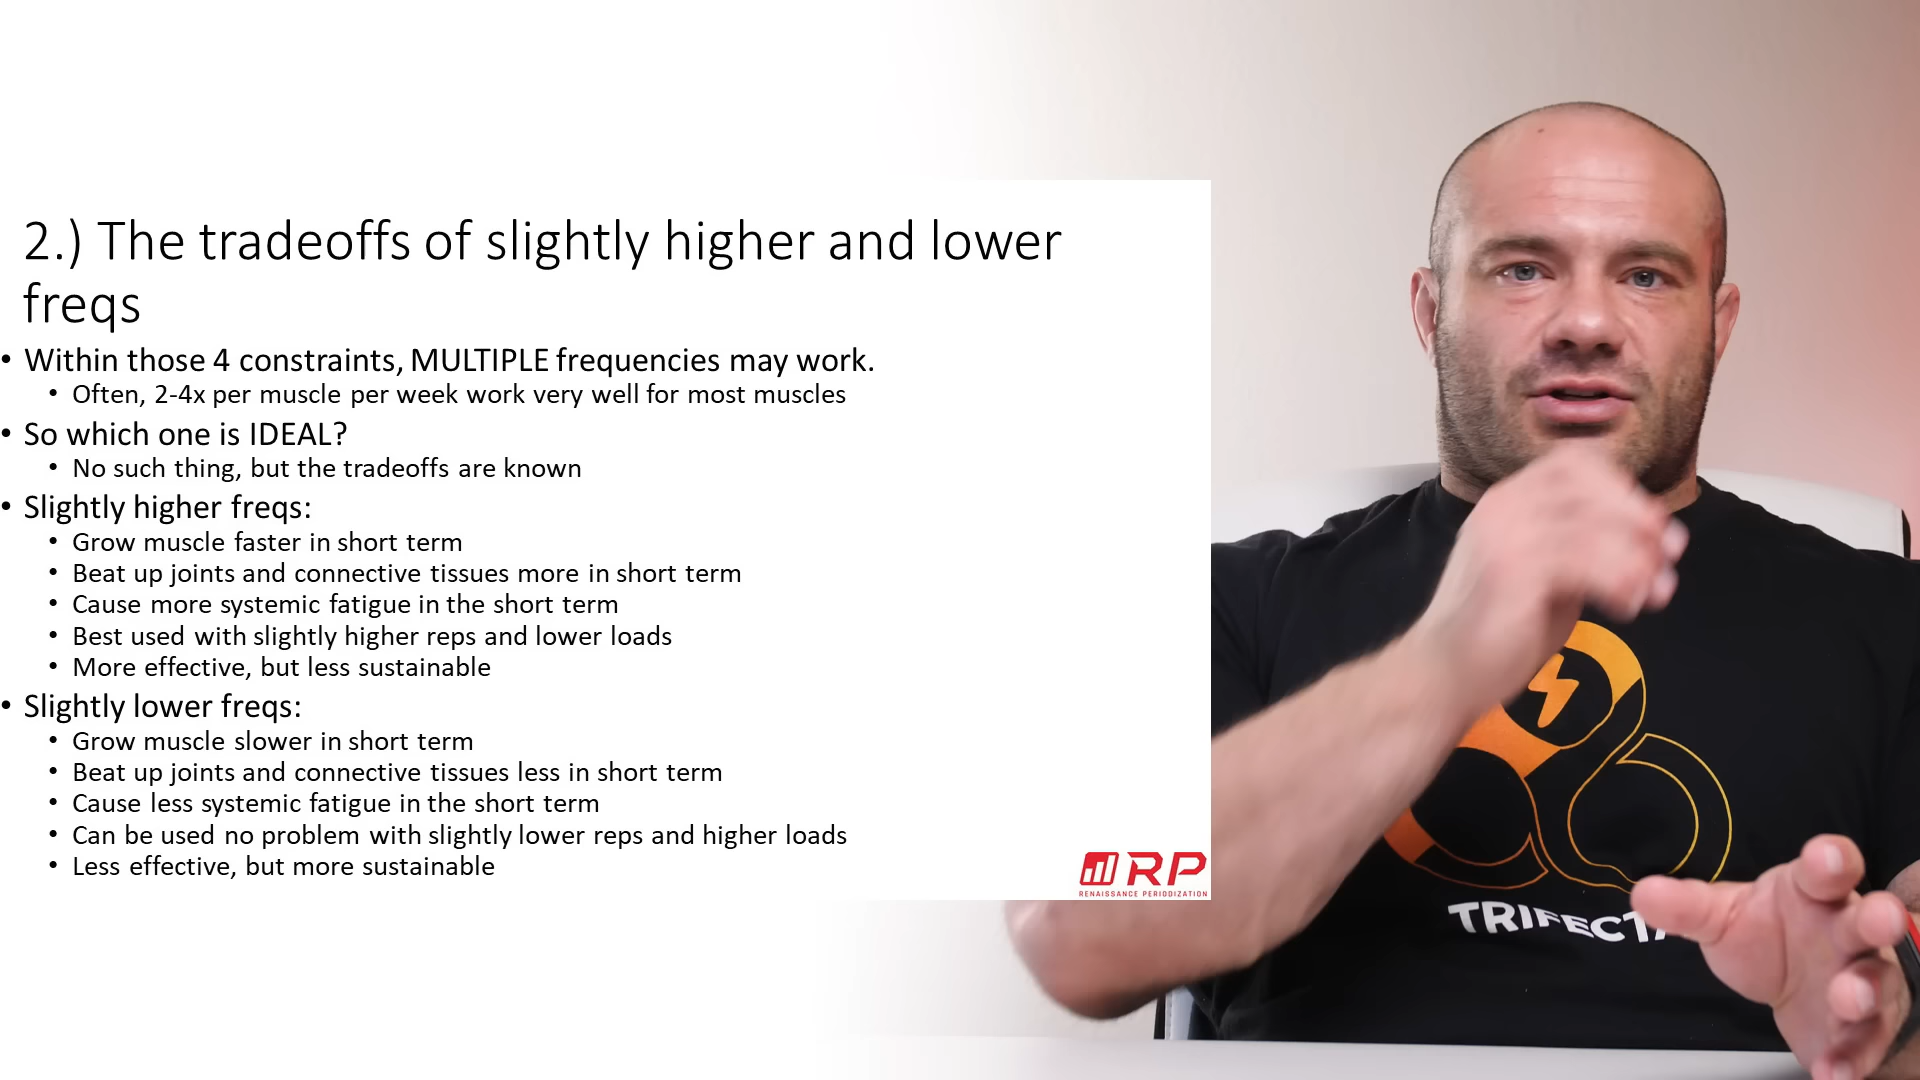 2.) The tradeoffs of slightly higher and lower
freqs
• Within those 4 constraints, MULTIPLE frequencies may work.
• Often, 2-4x per muscle per week work very well for most muscles
• So which one is IDEAL?
• No such thing, but the tradeoffs are known
• Slightly higher freqs:
• Grow muscle faster in short term
• Beat up joints and connective tissues more in short term
• Cause more systemic fatigue in the short term
• Best used with slightly higher reps and lower loads
• More effective, but less sustainable
• Slightly lower freqs:
• Grow muscle slower in short term
• Beat up joints and connective tissues less in short term
• Cause less systemic fatigue in the short term
• Can be used no problem with slightly lower reps and higher loads
• Less effective, but more sustainable
RP
RENAISSANCE PERIODIZATION
TRIFECTA